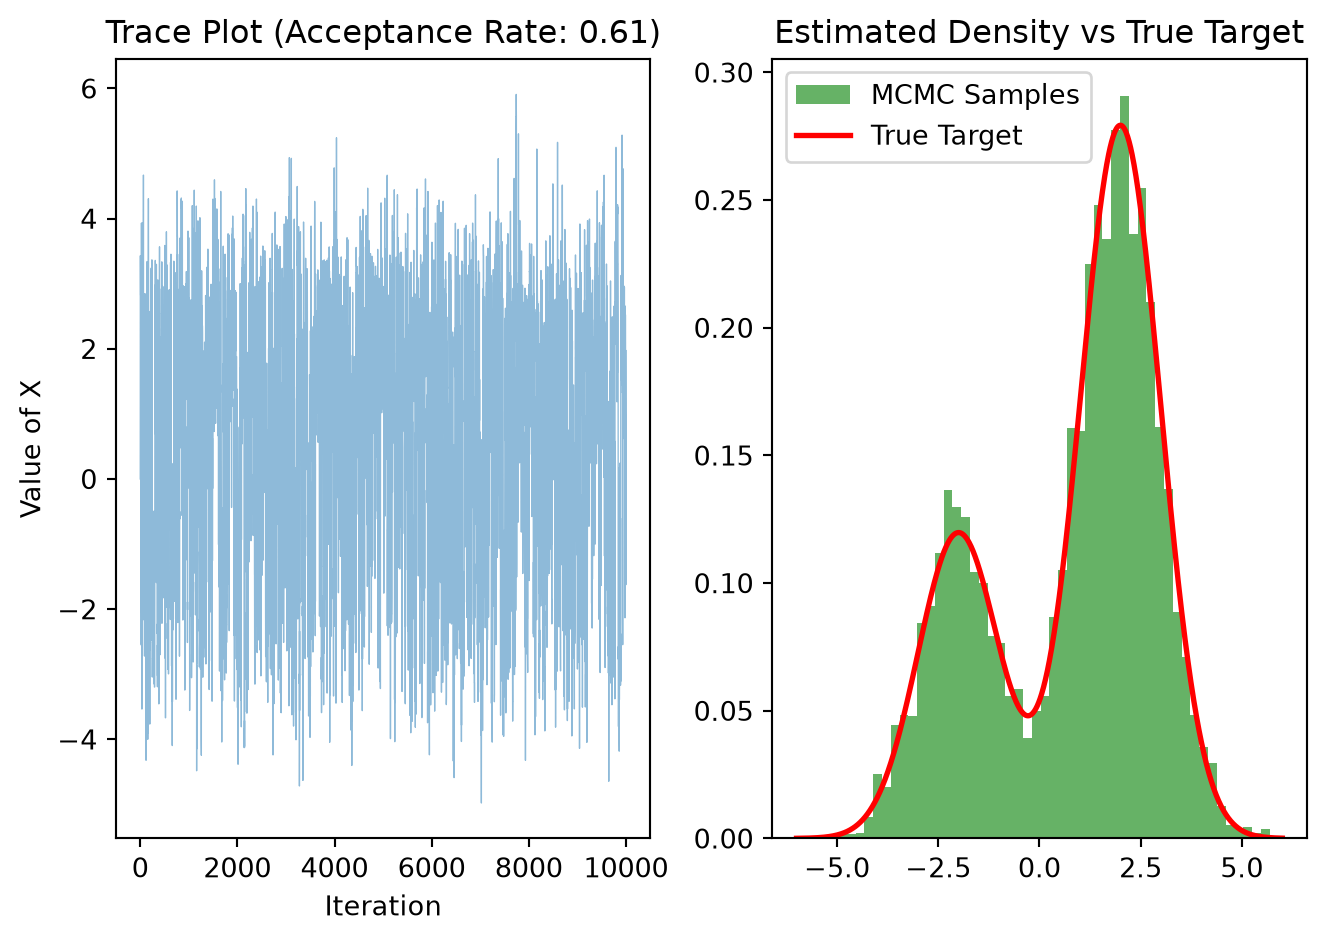 Trace Plot (Acceptance Rate: 0.61)
6
4
2
0
−2
−4
Value of X
0 2000 4000 6000 8000 10000
Iteration
Estimated Density vs True Target
MCMC Samples
True Target
0.30
0.25
0.20
0.15
0.10
0.05
0.00
−5.0 −2.5 0.0 2.5 5.0